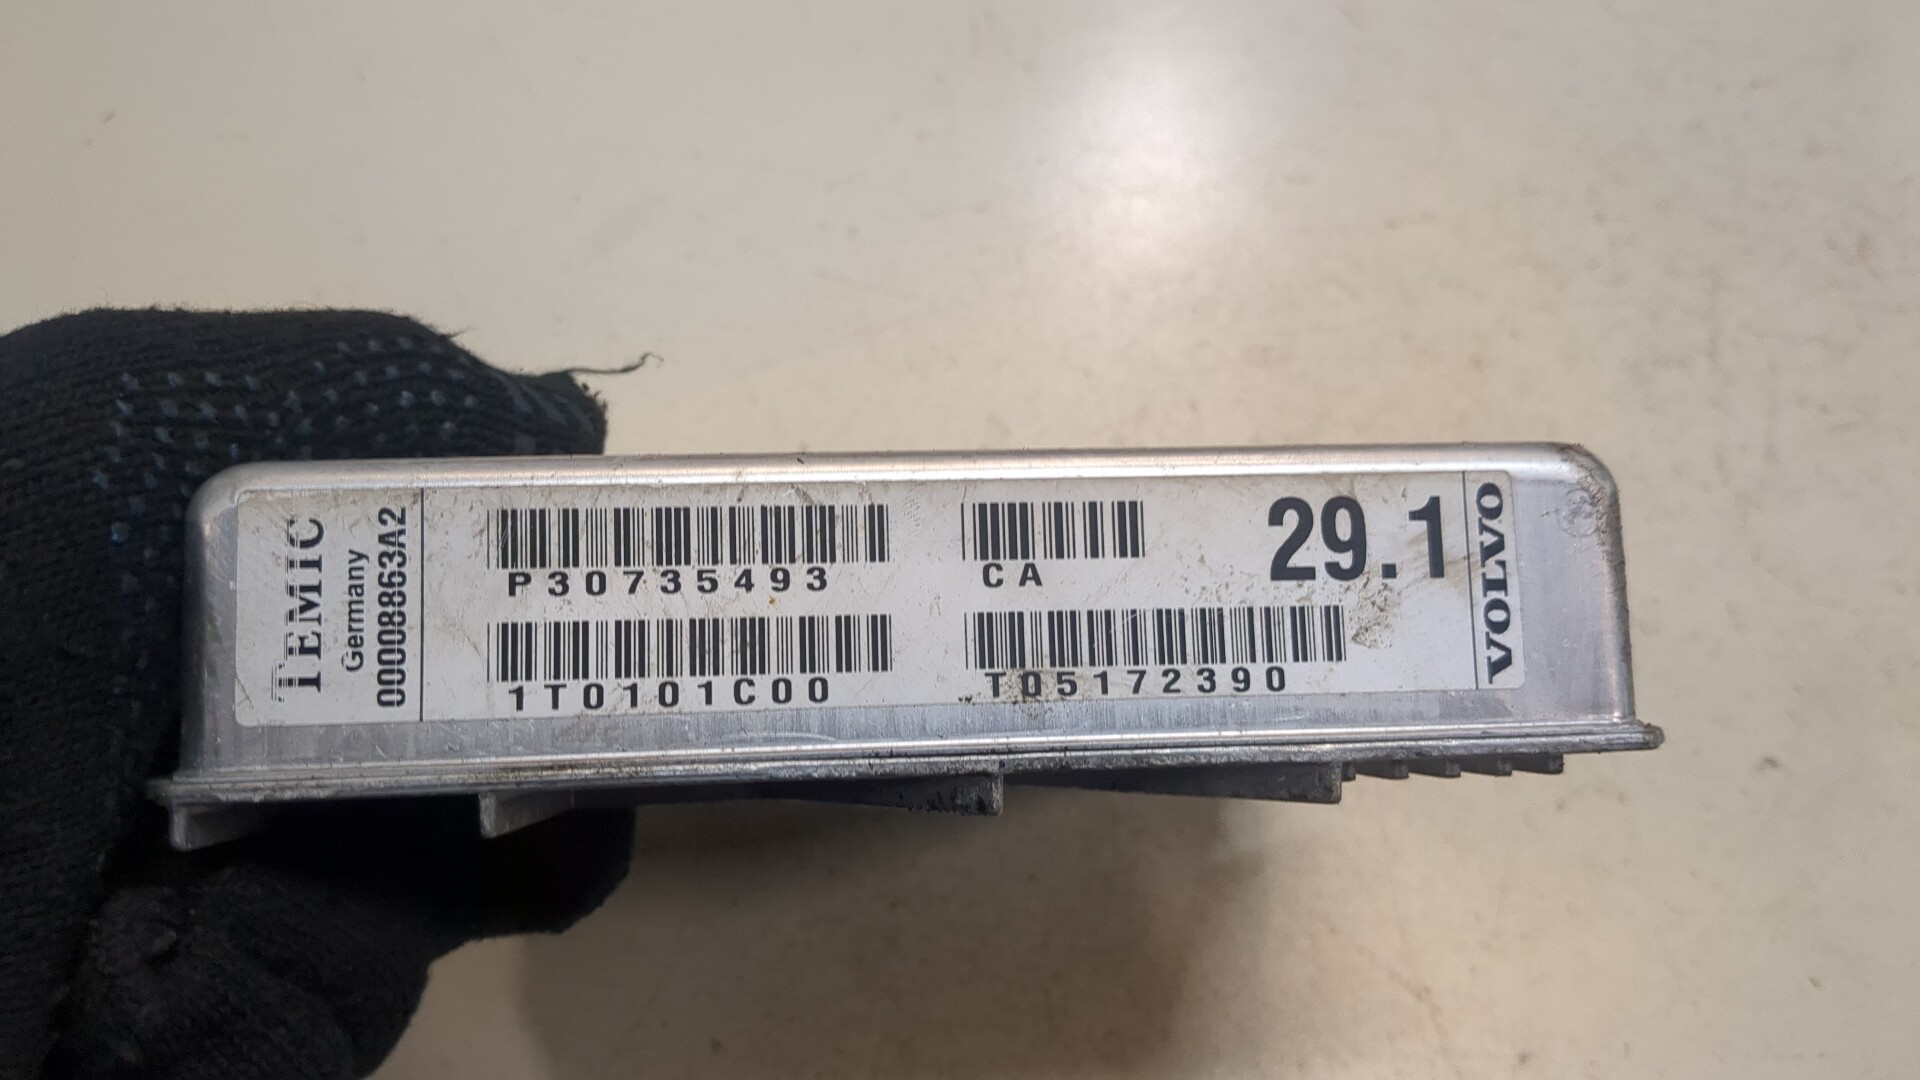 TEMIC
Germany
00008863A2
P30735493
CA
29.1
1T0101C00
T05172390
VOLVO